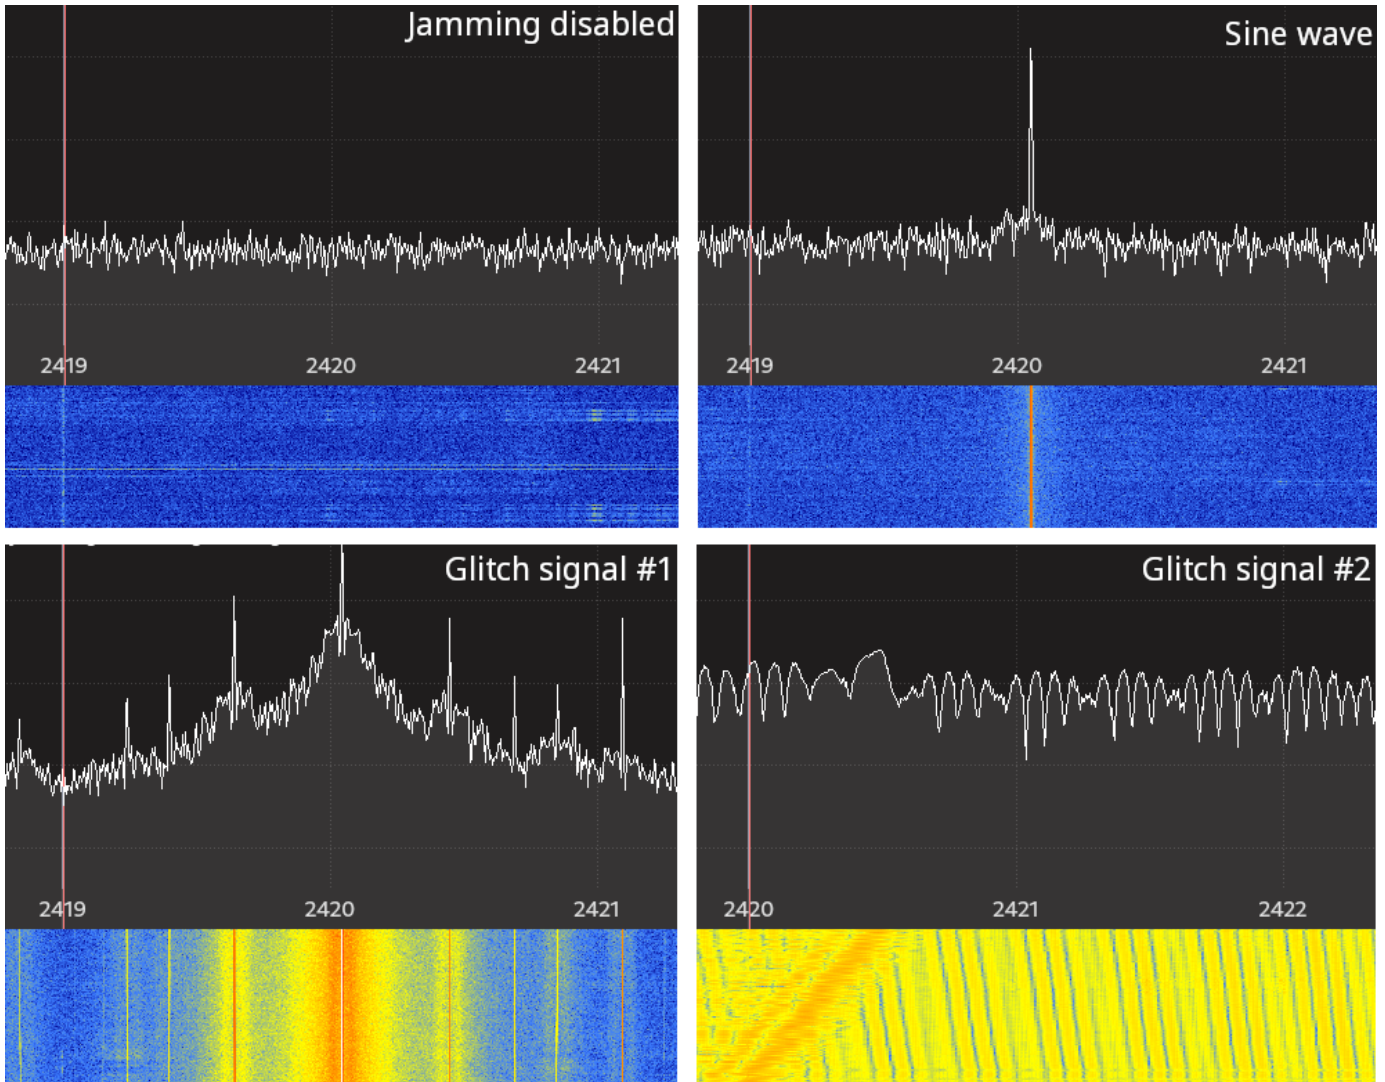 Jamming disabled
2419 2420 2421
Sine wave
2419 2420 2421
Glitch signal #1
2419 2420 2421
Glitch signal #2
2420 2421 2422